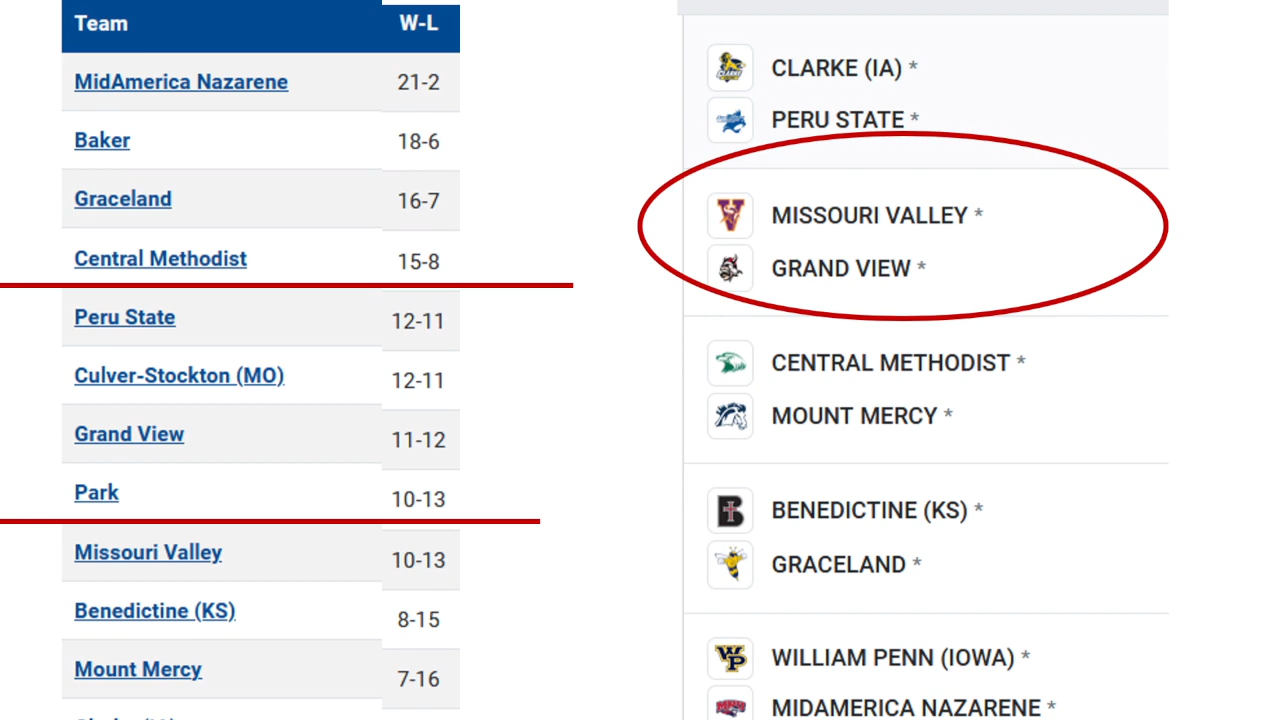 Team W-L
MidAmerica Nazarene 21-2
Baker 18-6
Graceland 16-7
Central Methodist 15-8
Peru State 12-11
Culver-Stockton (MO) 12-11
Grand View 11-12
Park 10-13
Missouri Valley 10-13
Benedictine (KS) 8-15
Mount Mercy 7-16
CLARKE (IA) *
PERU STATE *
MISSOURI VALLEY *
GRAND VIEW *
CENTRAL METHODIST *
MOUNT MERCY *
BENEDICTINE (KS) *
GRACELAND *
WILLIAM PENN (IOWA) *
MIDAMERICA NAZARENE *